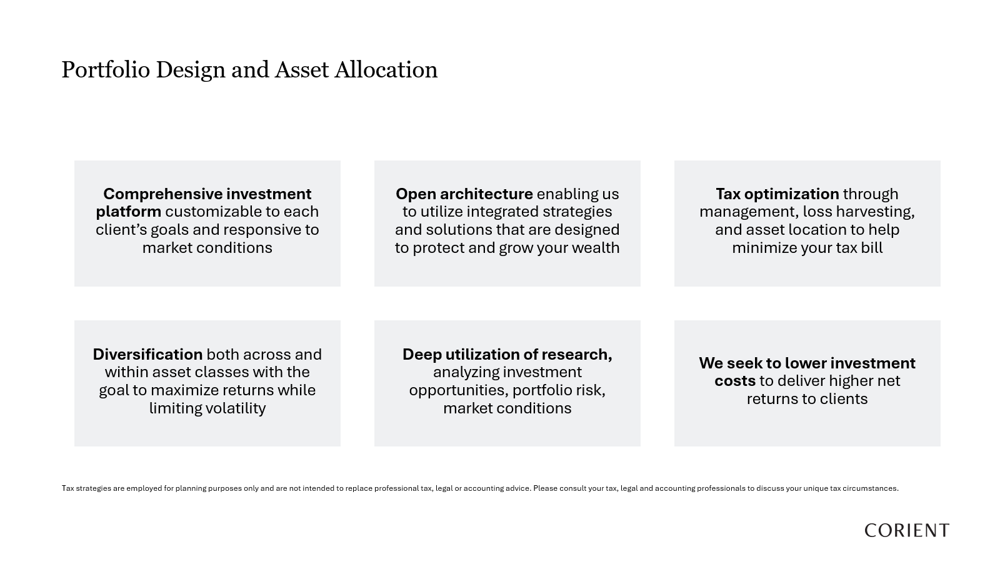 Portfolio Design and Asset Allocation
Comprehensive investment
platform customizable to each
client’s goals and responsive to
market conditions
Open architecture enabling us
to utilize integrated strategies
and solutions that are designed
to protect and grow your wealth
Tax optimization through
management, loss harvesting,
and asset location to help
minimize your tax bill
Diversification both across and
within asset classes with the
goal to maximize returns while
limiting volatility
Deep utilization of research,
analyzing investment
opportunities, portfolio risk,
market conditions
We seek to lower investment
costs to deliver higher net
returns to clients
Tax strategies are employed for planning purposes only and are not intended to replace professional tax, legal or accounting advice. Please consult your tax, legal and accounting professionals to discuss your unique tax circumstances.
CORIENT